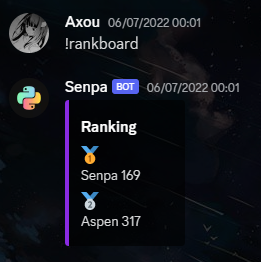 Axou 06/07/2022 00:01
!rankboard
Senpa BOT 06/07/2022 00:01
Ranking
🥇
Senpa 169
🥈
Aspen 317